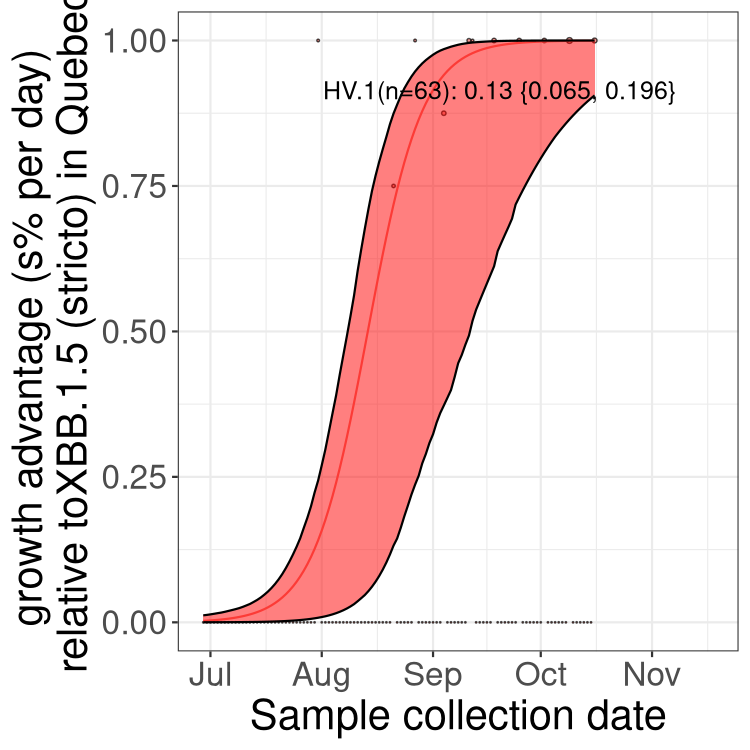 growth advantage (s% per day)
relative toXBB.1.5 (stricto) in Quebec
1.00
0.75
0.50
0.25
0.00
HV.1(n=63): 0.13 {0.065, 0.196}
Jul Aug Sep Oct Nov
Sample collection date